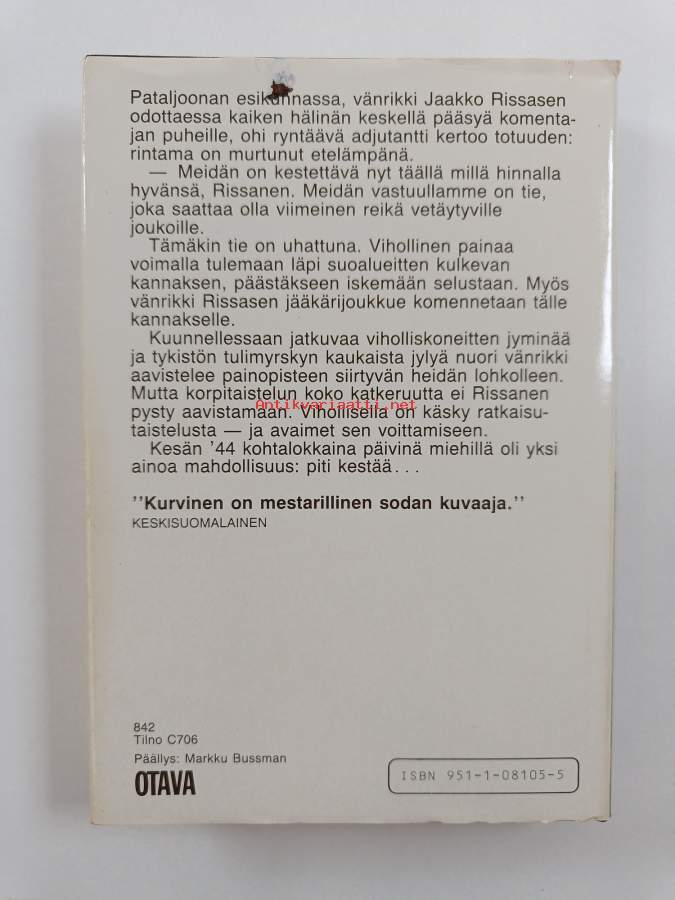 Pataljoonan esikunnassa, vänrikki Jaakko Rissasen
odottaessa kaiken hälinän keskellä pääsyä komenta-
jan puheille, ohi ryntäävä adjutantti kertoo totuuden:
rintama on murtunut etelämpänä.
— Meidän on kestettävä nyt täällä millä hinnalla
hyvänsä, Rissanen. Meidän vastuullamme on tie,
joka saattaa olla viimeinen reikä vetäytyville
joukoille.
Tämäkin tie on uhattuna. Vihollinen painaa
voimalla tulemaan läpi suoalueitten kulkevan
kannaksen, päästäkseen iskemään selustaan. Myös
vänrikki Rissasen jääkärijoukkue komennetaan tälle
kannakselle.
Kuunnellessaan jatkuvaa viholliskoneitten jyminää
ja tykistön tulimyrskyn kaukaista jylyä nuori vänrikki
aavistelee painopisteen siirtyvän heidän lohkolleen.
Mutta korpitaistelun koko katkeruutta ei Rissanen
Antikvariaatti.net
pysty aavistamaan. Vihollisella on käsky ratkaisu-
taistelusta — ja avaimet sen voittamiseen.
Kesän '44 kohtalokkaina päivinä miehillä oli yksi
ainoa mahdollisuus: piti kestää...
''Kurvinen on mestarillinen sodan kuvaaja.''
KESKISUOMALAINEN
842
Tilno C706
Päällys: Markku Bussman
OTAVA
ISBN 951-1-08105-5